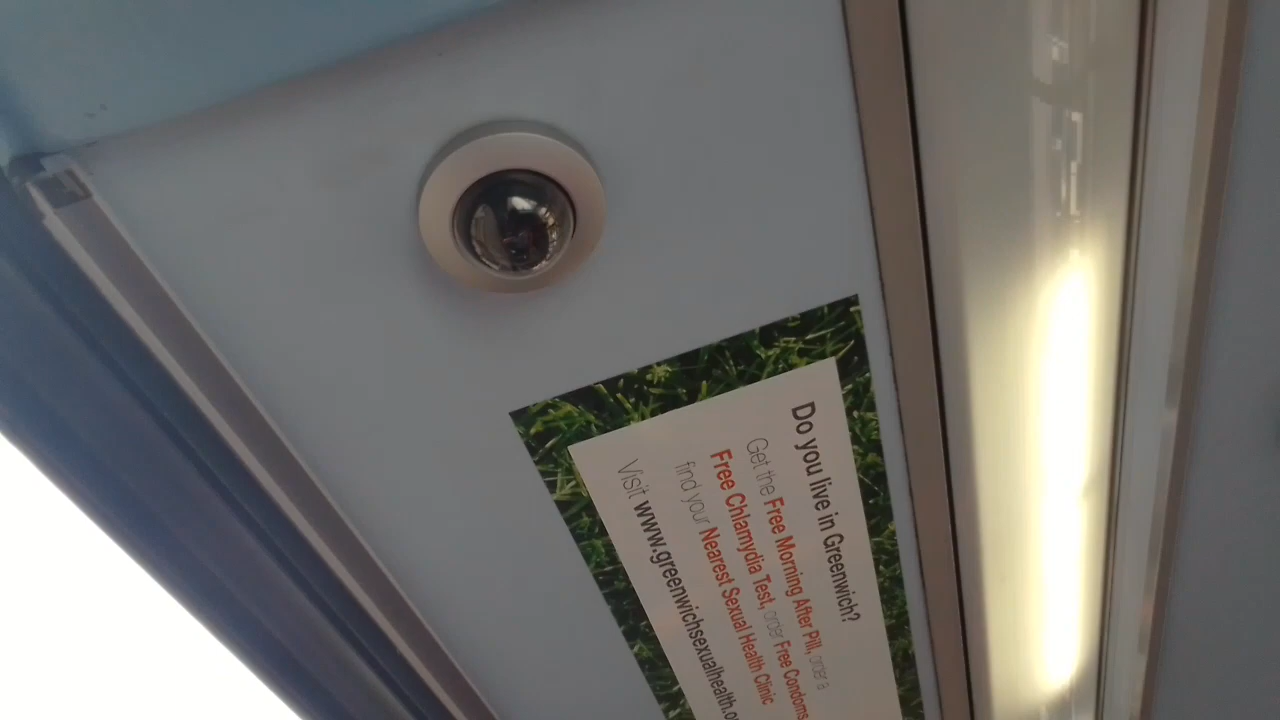 Do you live in Greenwich?
Get the Free Morning After Pill, order a
Free Chlamydia Test, order Free Condoms
find your Nearest Sexual Health Clinic
Visit www.greenwichsexualhealth.o